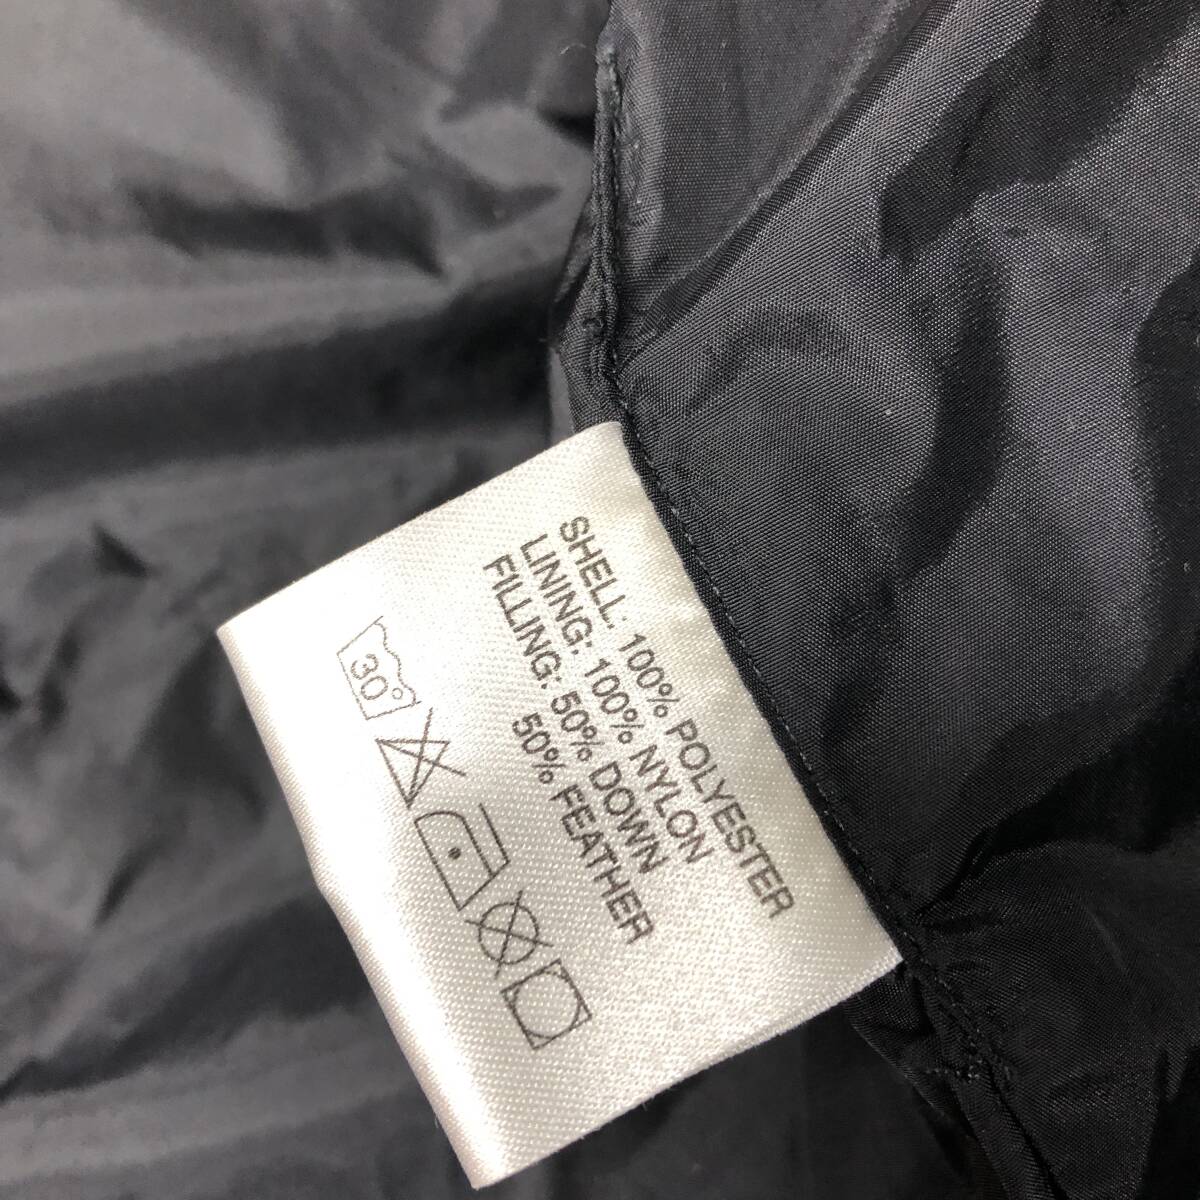 SHELL: 100% POLYESTER
LINING: 100% NYLON
FILLING: 50% DOWN
50% FEATHER
30°